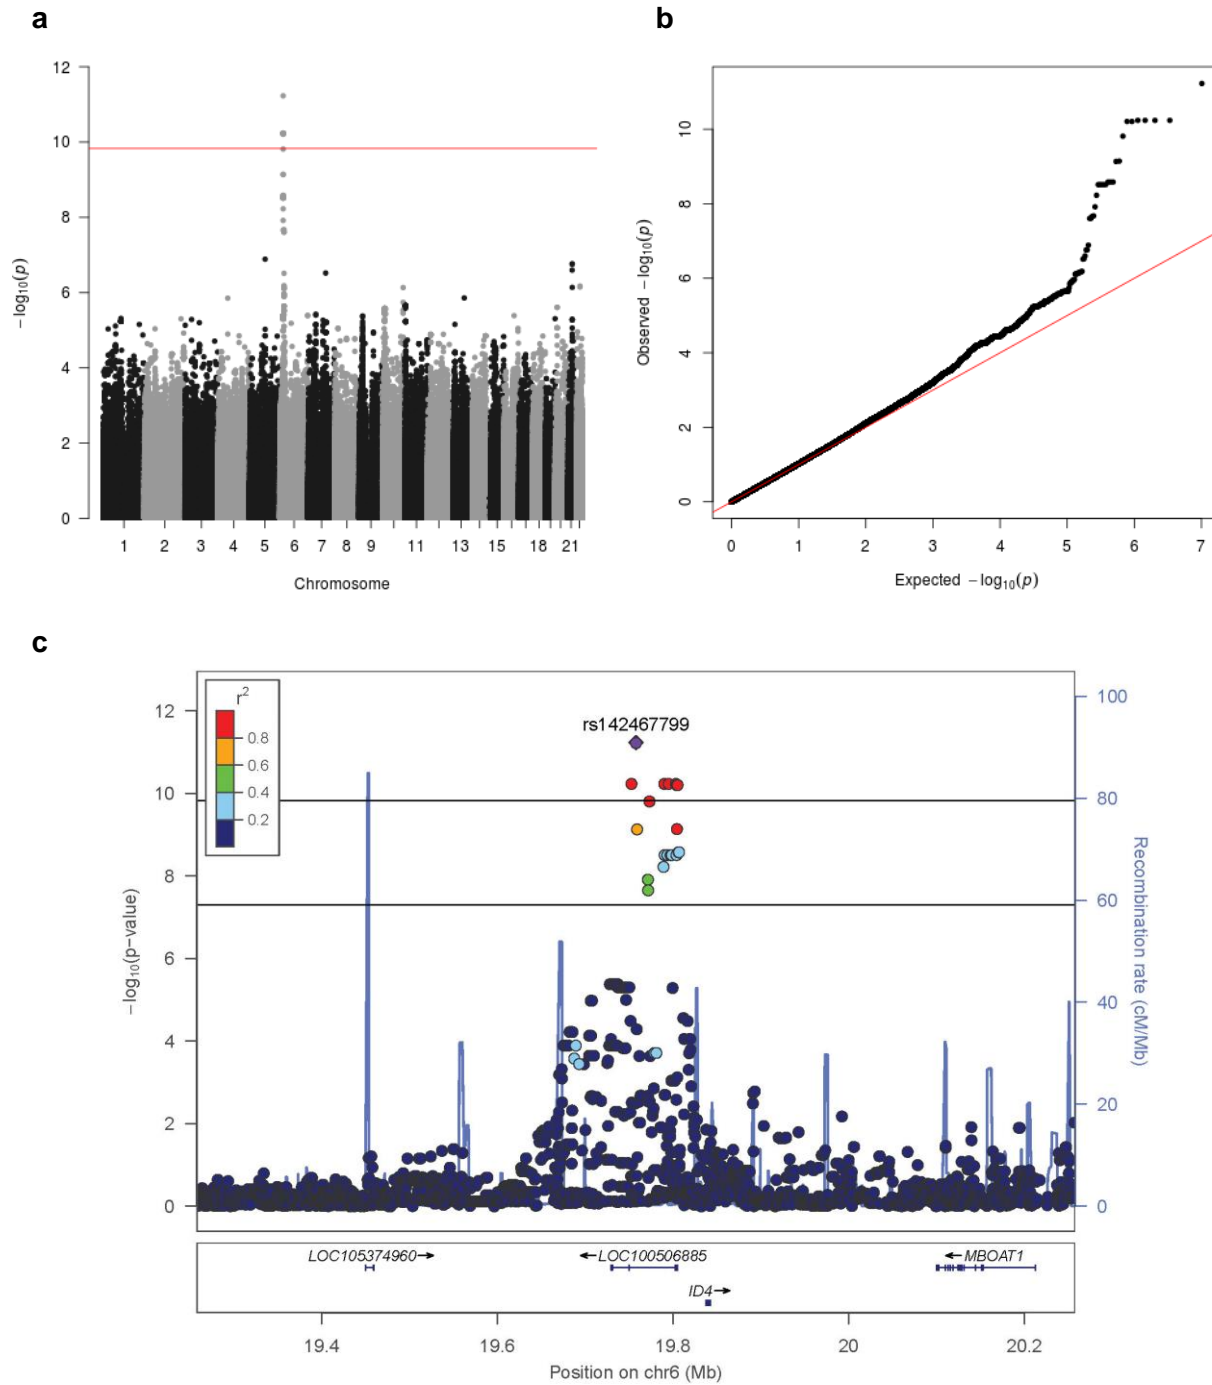 a
b
12
10
8
6
4
2
0
−log10(p)
1 2 3 4 5 6 7 8 9 11 13 15 18 21
Chromosome
10
8
6
4
2
0
Observed −log10(p)
0 1 2 3 4 5 6 7
Expected −log10(p)
c
r2
0.8
0.6
0.4
0.2
rs142467799
12
10
8
6
4
2
0
−log10(p−value)
100
80
60
40
20
0
Recombination rate (cM/Mb)
LOC105374960→ ←LOC100506885 ←MBOAT1
ID4→
19.4 19.6 19.8 20 20.2
Position on chr6 (Mb)